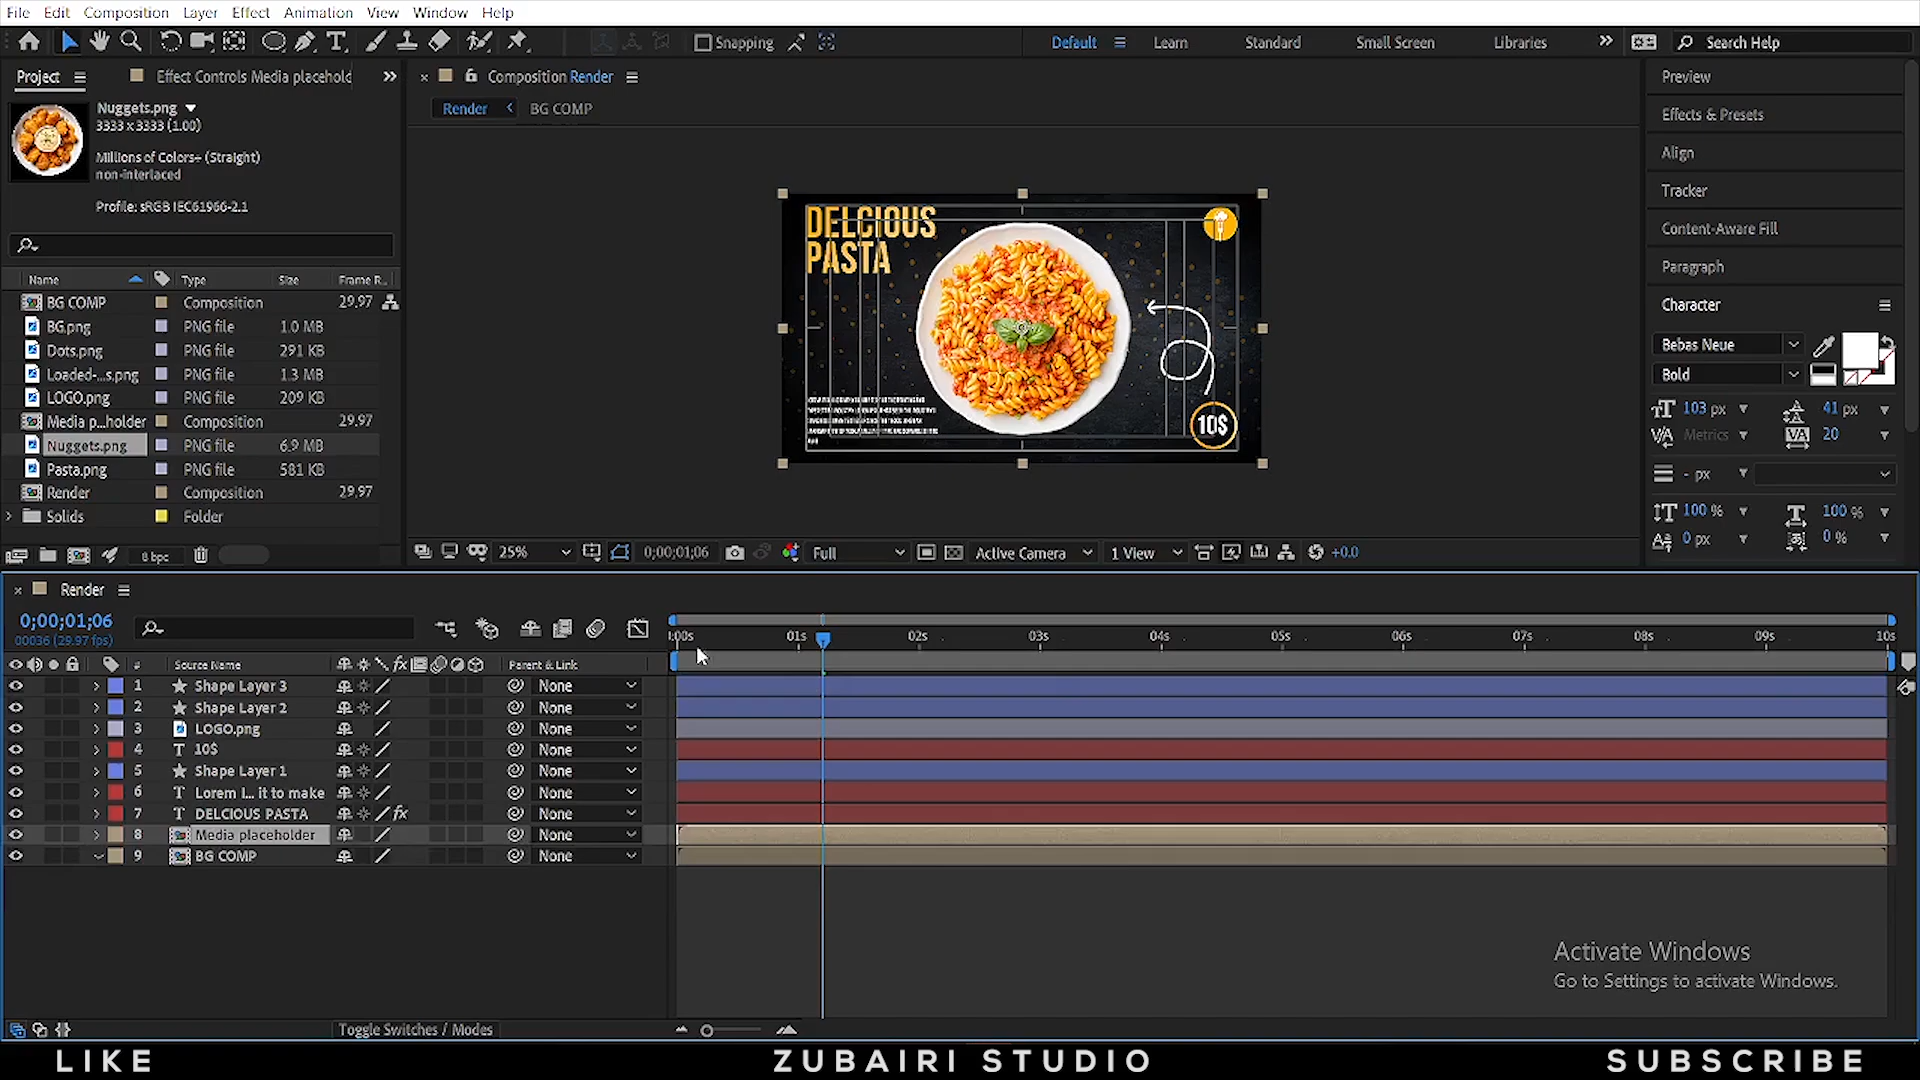 File Edit Composition Layer Effect Animation View Window Help
Snapping Default Learn Standard Small Screen Libraries Search Help
Project Effect Controls Media placehold
Composition Render
Preview
Nuggets.png
3333 x 3333 (1.00)
Millions of Colors+ (Straight)
non-interlaced
Profile: sRGB IEC61966-2.1
Render BG COMP
Effects & Presets
Align
Tracker
Content-Aware Fill
Paragraph
Character
Bebas Neue
Bold
103 px 41 px
Metrics 20
- px
100 % 100 %
0 px 0 %
Name Type Size Frame R...
BG COMP Composition 29.97
BG.png PNG file 1.0 MB
Dots.png PNG file 291 KB
Loaded-...s.png PNG file 1.3 MB
LOGO.png PNG file 209 KB
Media p...holder Composition 29.97
Nuggets.png PNG file 6.9 MB
Pasta.png PNG file 581 KB
Render Composition 29.97
Solids Folder
8 bpc
DELCIOUS
PASTA
10$
25% 0;00;01;06 Full Active Camera 1 View +0.0
Render
0;00;01;06
00036 (29.97 fps)
:00s 01s 02s 03s 04s 05s 06s 07s 08s 09s 10s
# Source Name fx Parent & Link
1 Shape Layer 3 None
2 Shape Layer 2 None
3 LOGO.png None
4 T 10$ None
5 Shape Layer 1 None
6 T Lorem I... it to make None
7 T DELCIOUS PASTA fx None
8 Media placeholder None
9 BG COMP None
Activate Windows
Go to Settings to activate Windows.
Toggle Switches / Modes
LIKE ZUBAIRI STUDIO SUBSCRIBE